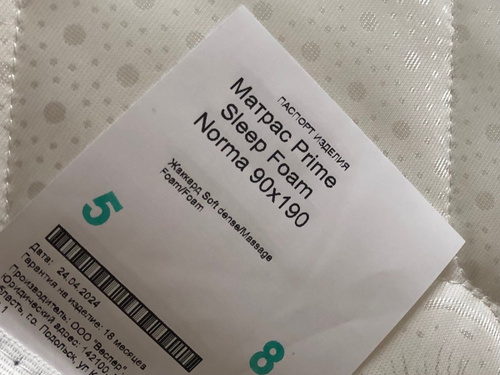 ПАСПОРТ ИЗДЕЛИЯ
Матрас Prime
Sleep Foam
Norma 90x190
Жаккард Soft dense/Massage
Foam/Foam
5
8
Дата: 24.04.2024
Гарантия на изделие: 18 месяцев
Производитель: ООО "Веспер"
Юридический адрес: 42100,
область, г.о. Подольск, ул